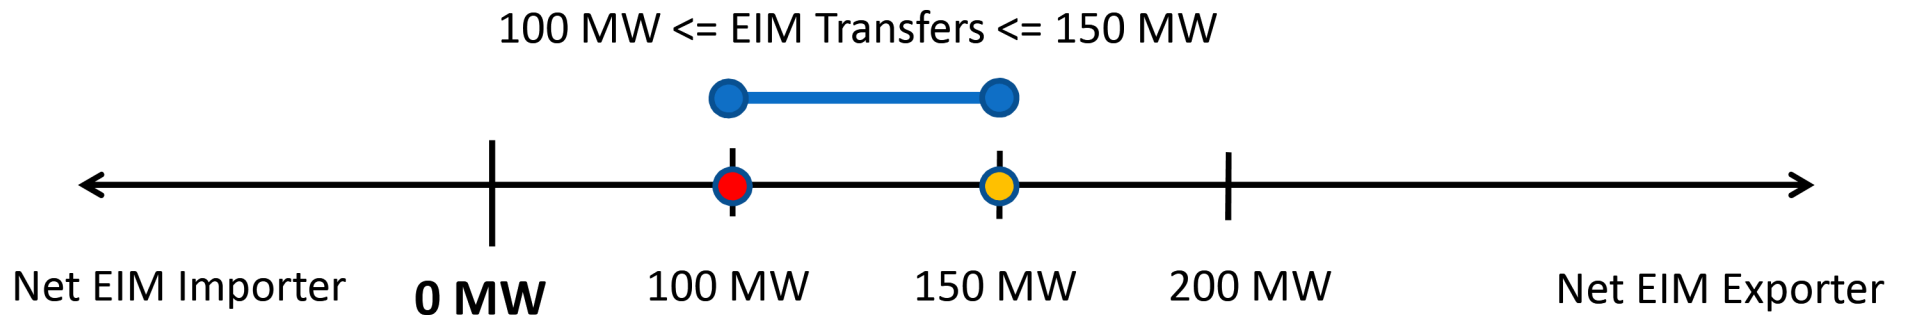 100 MW <= EIM Transfers <= 150 MW
Net EIM Importer 0 MW 100 MW 150 MW 200 MW Net EIM Exporter